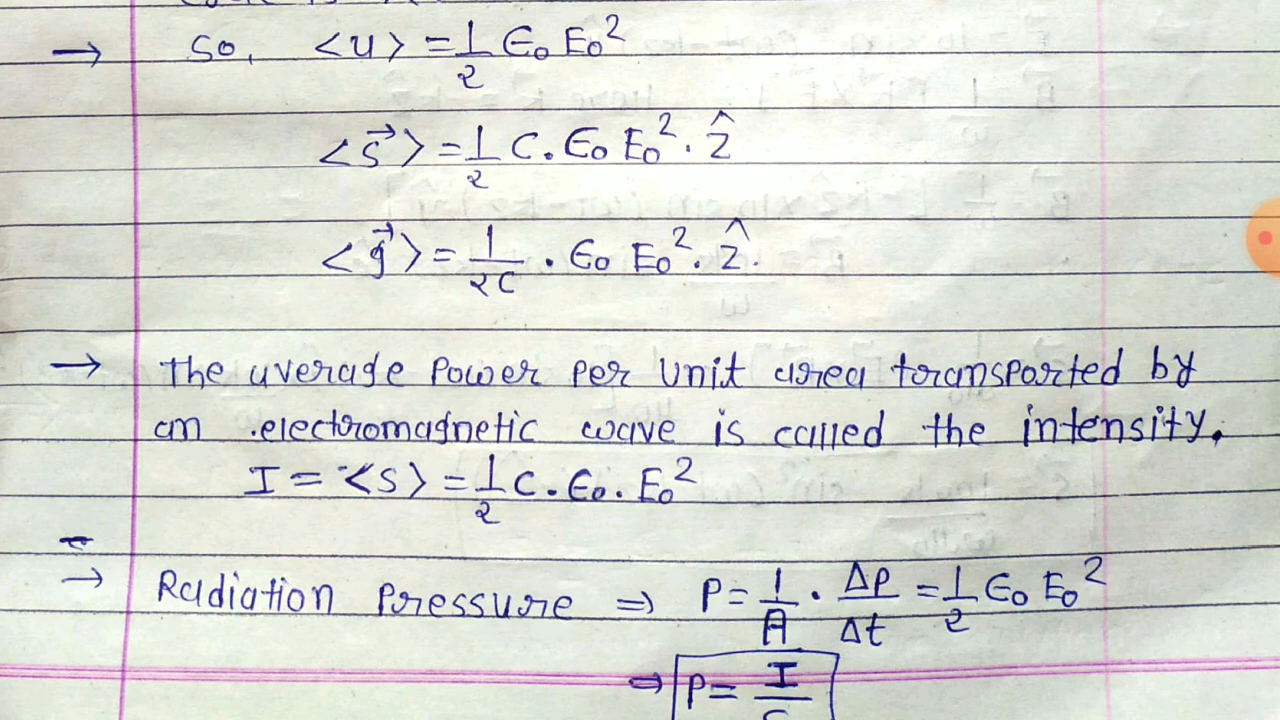 → So, <u> = 1/2 ϵ₀ E₀²
<s⃗> = 1/2 C. ϵ₀ E₀². ẑ
<g⃗> = 1/2C . ϵ₀ E₀². ẑ.
→ The average Power Per Unit area transported by
an .electromagnetic wave is called the intensity.
I = <s> = 1/2 C. ϵ₀. E₀²
→ Radiation Pressure ⇒ P = 1/A . ΔP/Δt = 1/2 ϵ₀ E₀²
⇒ P = I/C